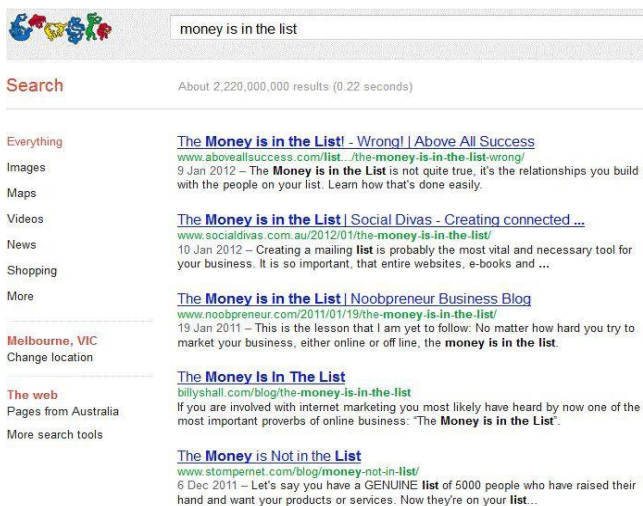 Google
money is in the list
Search
About 2,220,000,000 results (0.22 seconds)
Everything
Images
Maps
Videos
News
Shopping
More
Melbourne, VIC
Change location
The web
Pages from Australia
More search tools
The Money is in the List! - Wrong! | Above All Success
www.aboveallsuccess.com/list.../the-money-is-in-the-list-wrong/
9 Jan 2012 – The Money is in the List is not quite true, it's the relationships you build
with the people on your list. Learn how that's done easily.
The Money is in the List | Social Divas - Creating connected ...
www.socialdivas.com.au/2012/01/the-money-is-in-the-list/
10 Jan 2012 – Creating a mailing list is probably the most vital and necessary tool for
your business. It is so important, that entire websites, e-books and ...
The Money is in the List | Noobpreneur Business Blog
www.noobpreneur.com/2011/01/19/the-money-is-in-the-list/
19 Jan 2011 – This is the lesson that I am yet to follow: No matter how hard you try to
market your business, either online or off line, the money is in the list.
The Money Is In The List
billyshall.com/blog/the-money-is-in-the-list
If you are involved with internet marketing you most likely have heard by now one of the
most important proverbs of online business: “The Money is in the List”.
The Money is Not in the List
www.stompernet.com/blog/money-not-in-list/
6 Dec 2011 – Let's say you have a GENUINE list of 5000 people who have raised their
hand and want your products or services. Now they're on your list...